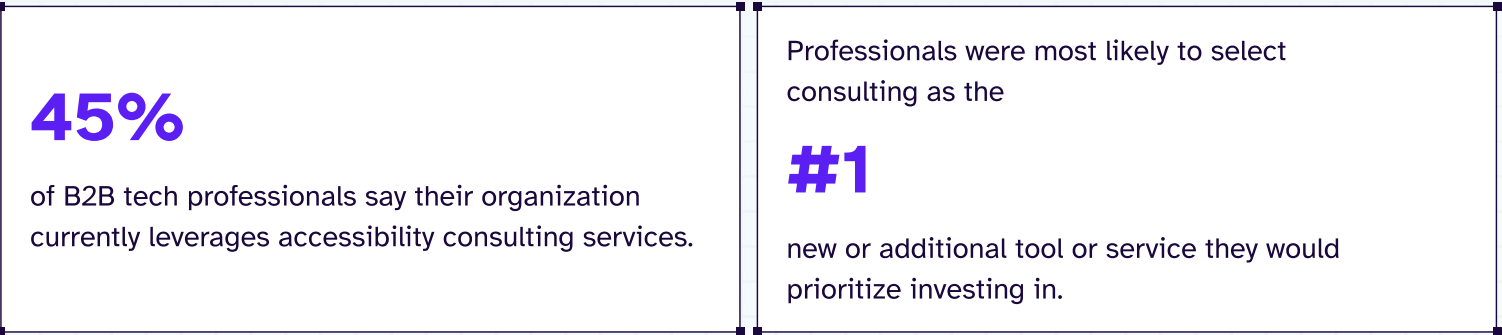 45%
of B2B tech professionals say their organization
currently leverages accessibility consulting services.
Professionals were most likely to select
consulting as the
#1
new or additional tool or service they would
prioritize investing in.